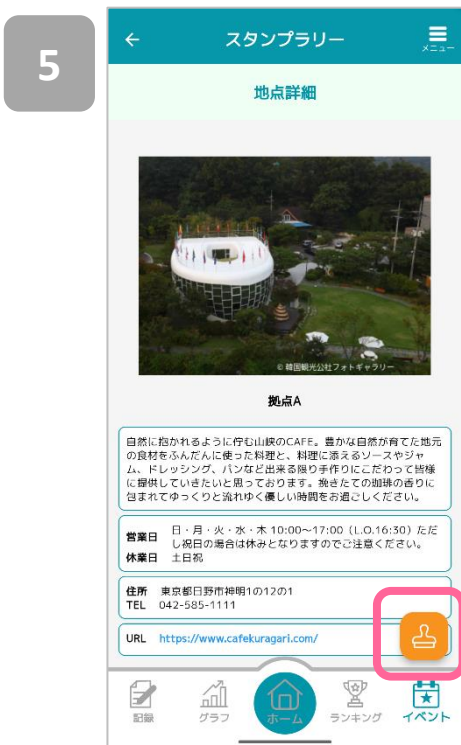 5
スタンプラリー
メニュー
地点詳細
© 韓国観光公社フォトギャラリー
拠点A
自然に抱かれるように佇む山峡のCAFE。豊かな自然が育てた地元
の食材をふんだんに使った料理と、料理に添えるソースやジャ
ム、ドレッシング、パンなど出来る限り手作りにこだわって皆様
に提供していきたいと思っております。挽きたての珈琲の香りに
包まれてゆっくりと流れゆく優しい時間をお過ごしください。
営業日 日・月・火・水・木 10:00~17:00 (L.O.16:30) ただ
し祝日の場合は休みとなりますのでご注意ください。
休業日 土日祝
住所 東京都日野市神明1の12の1
TEL 042-585-1111
URL https://www.cafekuragari.com/
記録 グラフ ホーム ランキング イベント